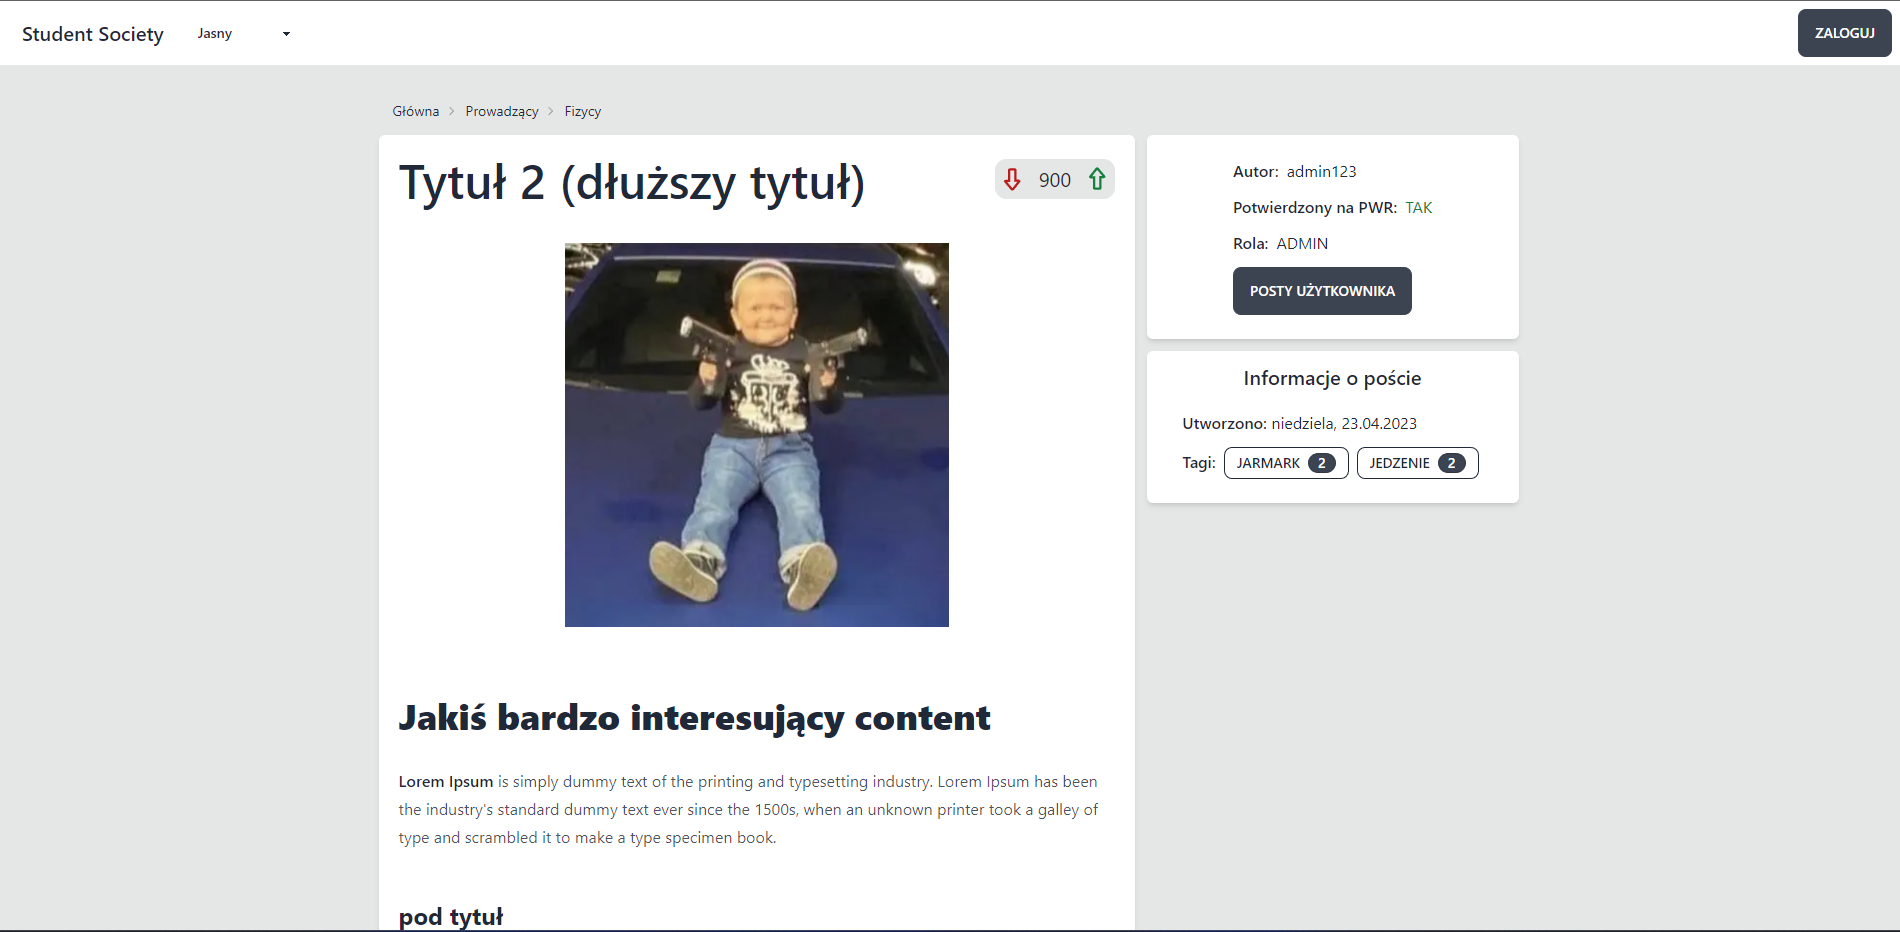 Student Society
Jasny
ZALOGUJ
Główna
Prowadzący
Fizycy
Tytuł 2 (dłuższy tytuł)
900
Jakiś bardzo interesujący content
Lorem Ipsum is simply dummy text of the printing and typesetting industry. Lorem Ipsum has been
the industry's standard dummy text ever since the 1500s, when an unknown printer took a galley of
type and scrambled it to make a type specimen book.
pod tytuł
Autor: admin123
Potwierdzony na PWR: TAK
Rola: ADMIN
POSTY UŻYTKOWNIKA
Informacje o poście
Utworzono: niedziela, 23.04.2023
Tagi: JARMARK 2 JEDZENIE 2